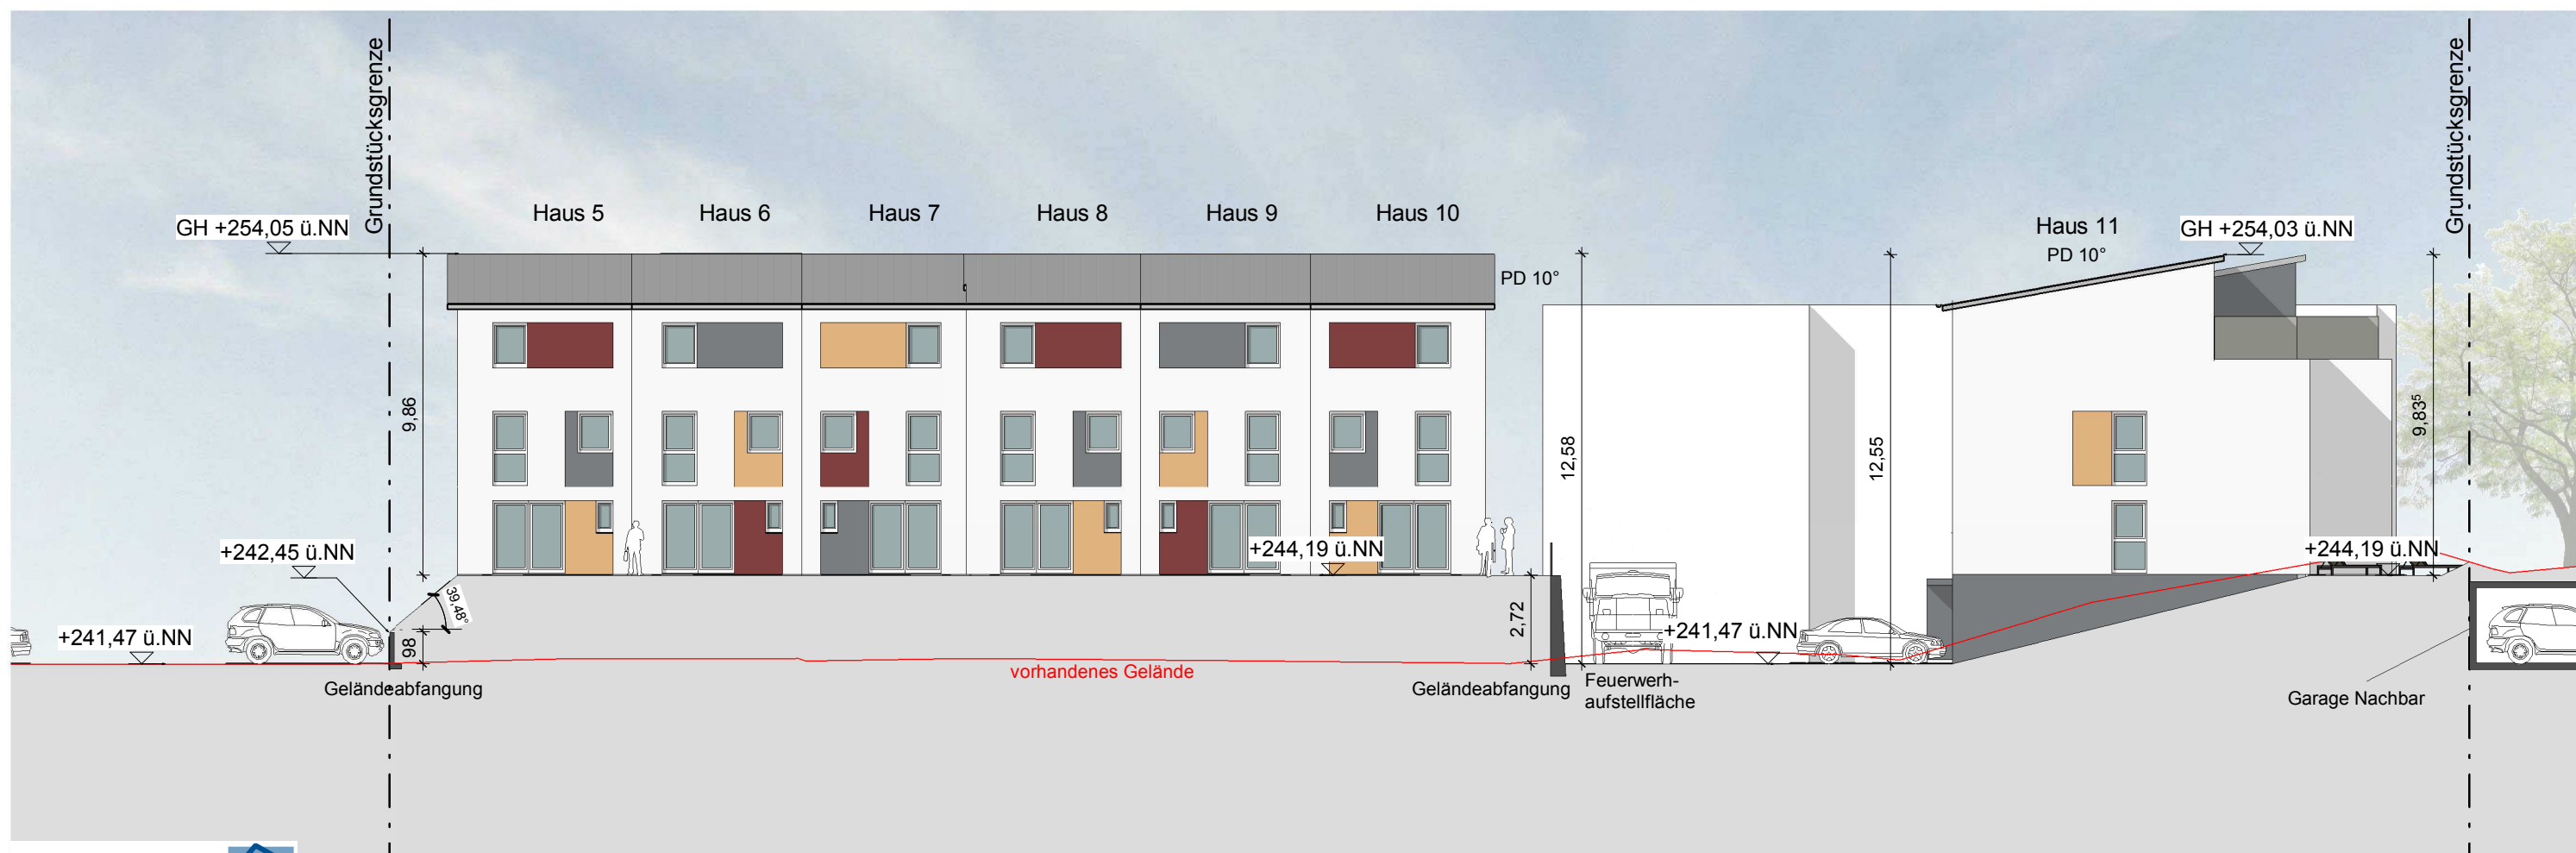 Grundstücksgrenze
Grundstücksgrenze
Haus 5
Haus 6
Haus 7
Haus 8
Haus 9
Haus 10
Haus 11
GH +254,05 ü.NN
GH +254,03 ü.NN
PD 10°
PD 10°
9,86
12,58
12,55
9,83⁵
+242,45 ü.NN
+244,19 ü.NN
+244,19 ü.NN
39,48°
+241,47 ü.NN
98
2,72
+241,47 ü.NN
vorhandenes Gelände
Geländeabfangung
Geländeabfangung
Feuerwerh-
aufstellfläche
Garage Nachbar